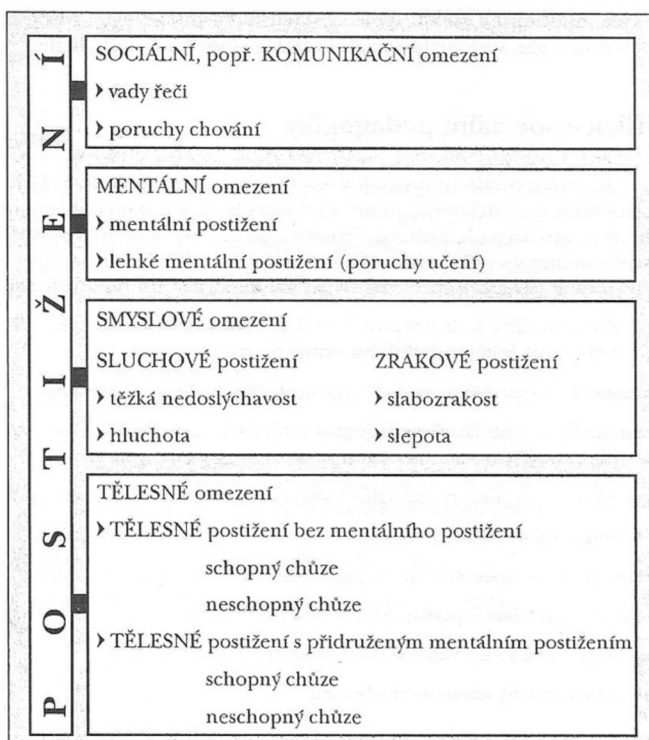 POSTIŽENÍ
SOCIÁLNÍ, popř. KOMUNIKAČNÍ omezení
› vady řeči
› poruchy chování
MENTÁLNÍ omezení
› mentální postižení
› lehké mentální postižení (poruchy učení)
SMYSLOVÉ omezení
SLUCHOVÉ postižení ZRAKOVÉ postižení
› těžká nedoslýchavost › slabozrakost
› hluchota › slepota
TĚLESNÉ omezení
› TĚLESNÉ postižení bez mentálního postižení
schopný chůze
neschopný chůze
› TĚLESNÉ postižení s přidruženým mentálním postižením
schopný chůze
neschopný chůze